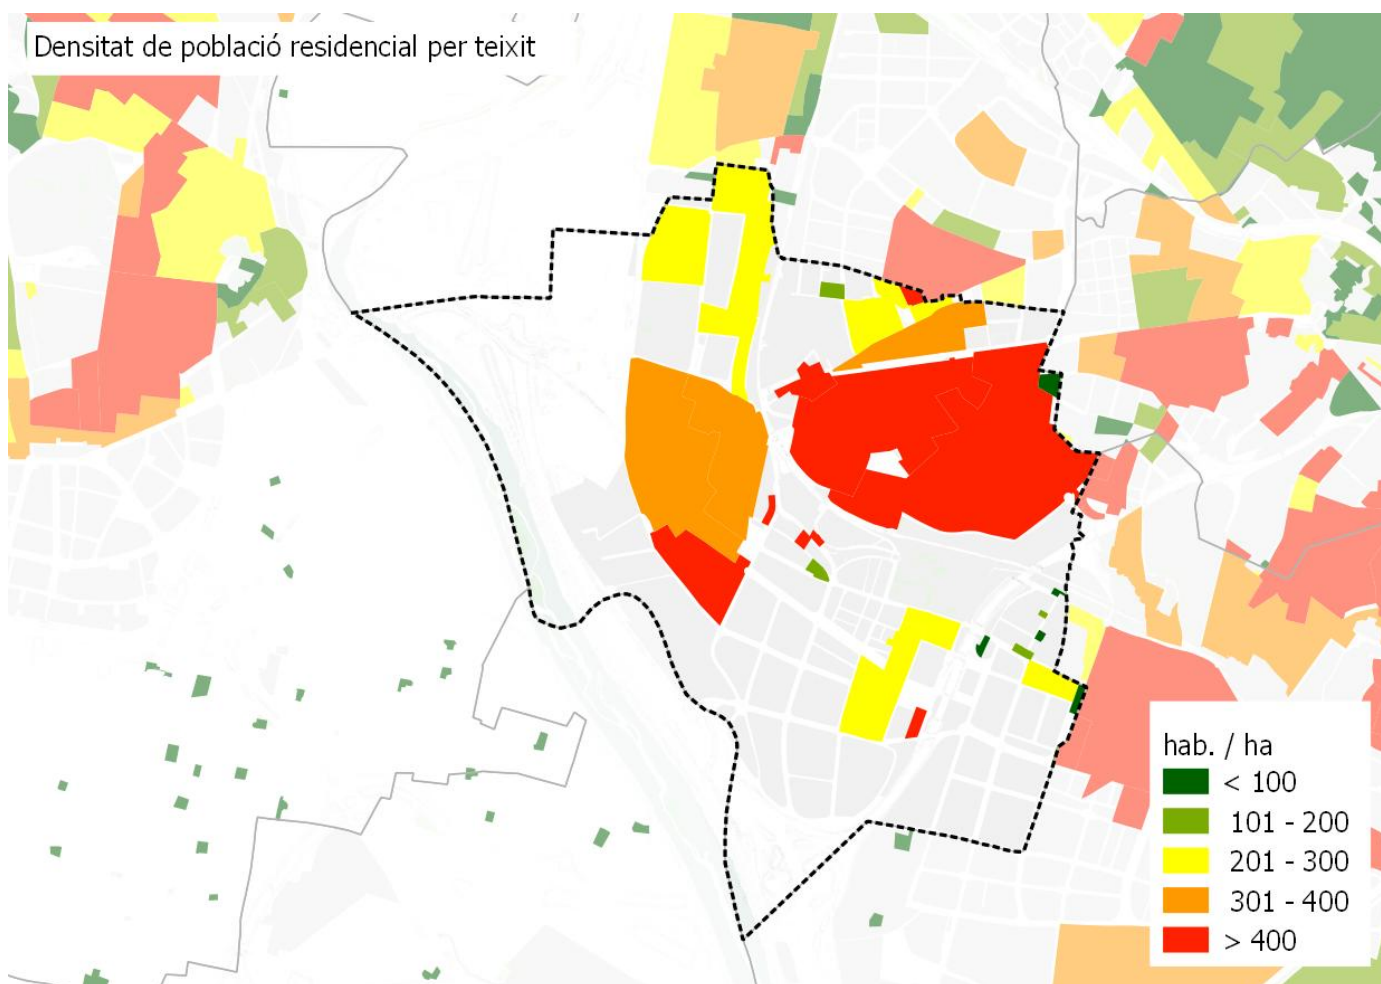 Densitat de població residencial per teixit
hab. / ha
< 100
101 - 200
201 - 300
301 - 400
> 400